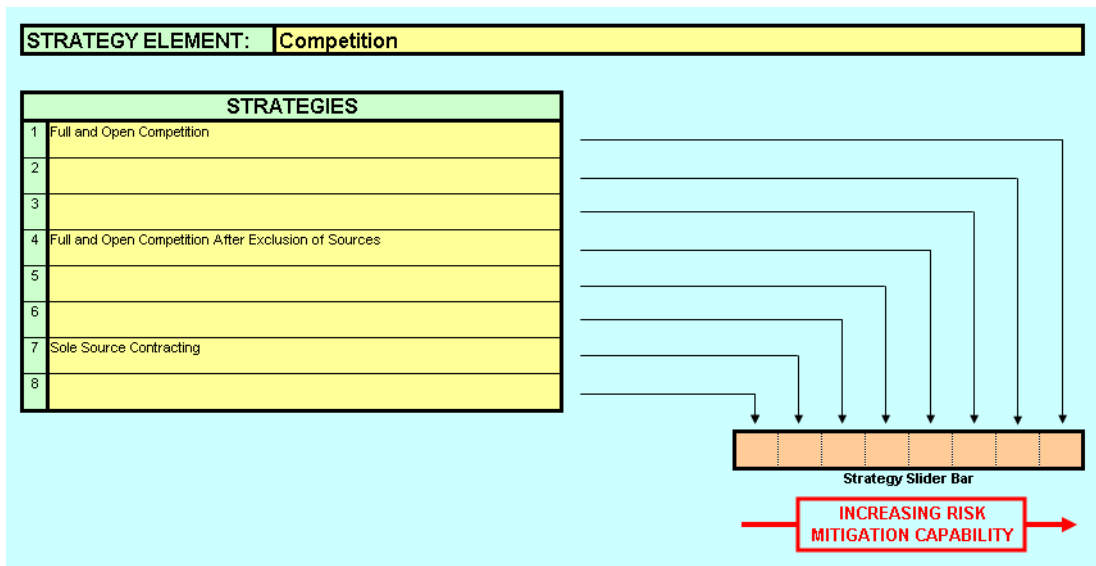 STRATEGY ELEMENT: Competition
STRATEGIES
1 Full and Open Competition
2
3
4 Full and Open Competition After Exclusion of Sources
5
6
7 Sole Source Contracting
8
Strategy Slider Bar
INCREASING RISK
MITIGATION CAPABILITY